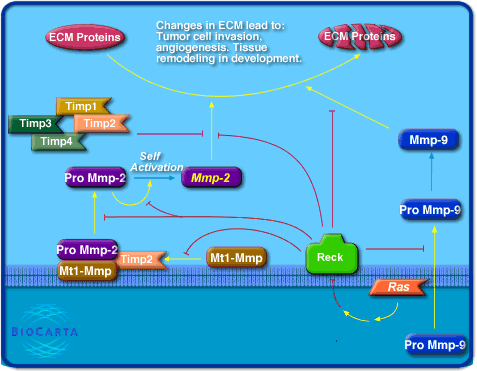 ECM Proteins
Changes in ECM lead to:
Tumor cell invasion,
angiogenesis. Tissue
remodeling in development.
ECM Proteins
Timp1
Timp3
Timp2
Timp4
Self
Activation
Pro Mmp-2
Mmp-2
Mmp-9
Pro Mmp-9
Pro Mmp-2
Timp2
Mt1-Mmp
Mt1-Mmp
Reck
Ras
Pro Mmp-9
BIOCARTA